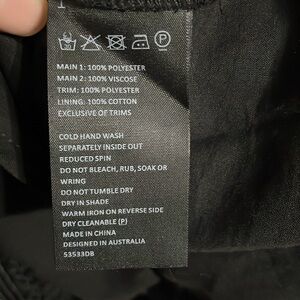 MAIN 1: 100% POLYESTER
MAIN 2: 100% VISCOSE
TRIM: 100% POLYESTER
LINING: 100% COTTON
EXCLUSIVE OF TRIMS
COLD HAND WASH
SEPARATELY INSIDE OUT
REDUCED SPIN
DO NOT BLEACH, RUB, SOAK OR
WRING
DO NOT TUMBLE DRY
DRY IN SHADE
WARM IRON ON REVERSE SIDE
DRY CLEANABLE (P)
MADE IN CHINA
DESIGNED IN AUSTRALIA
53533DB